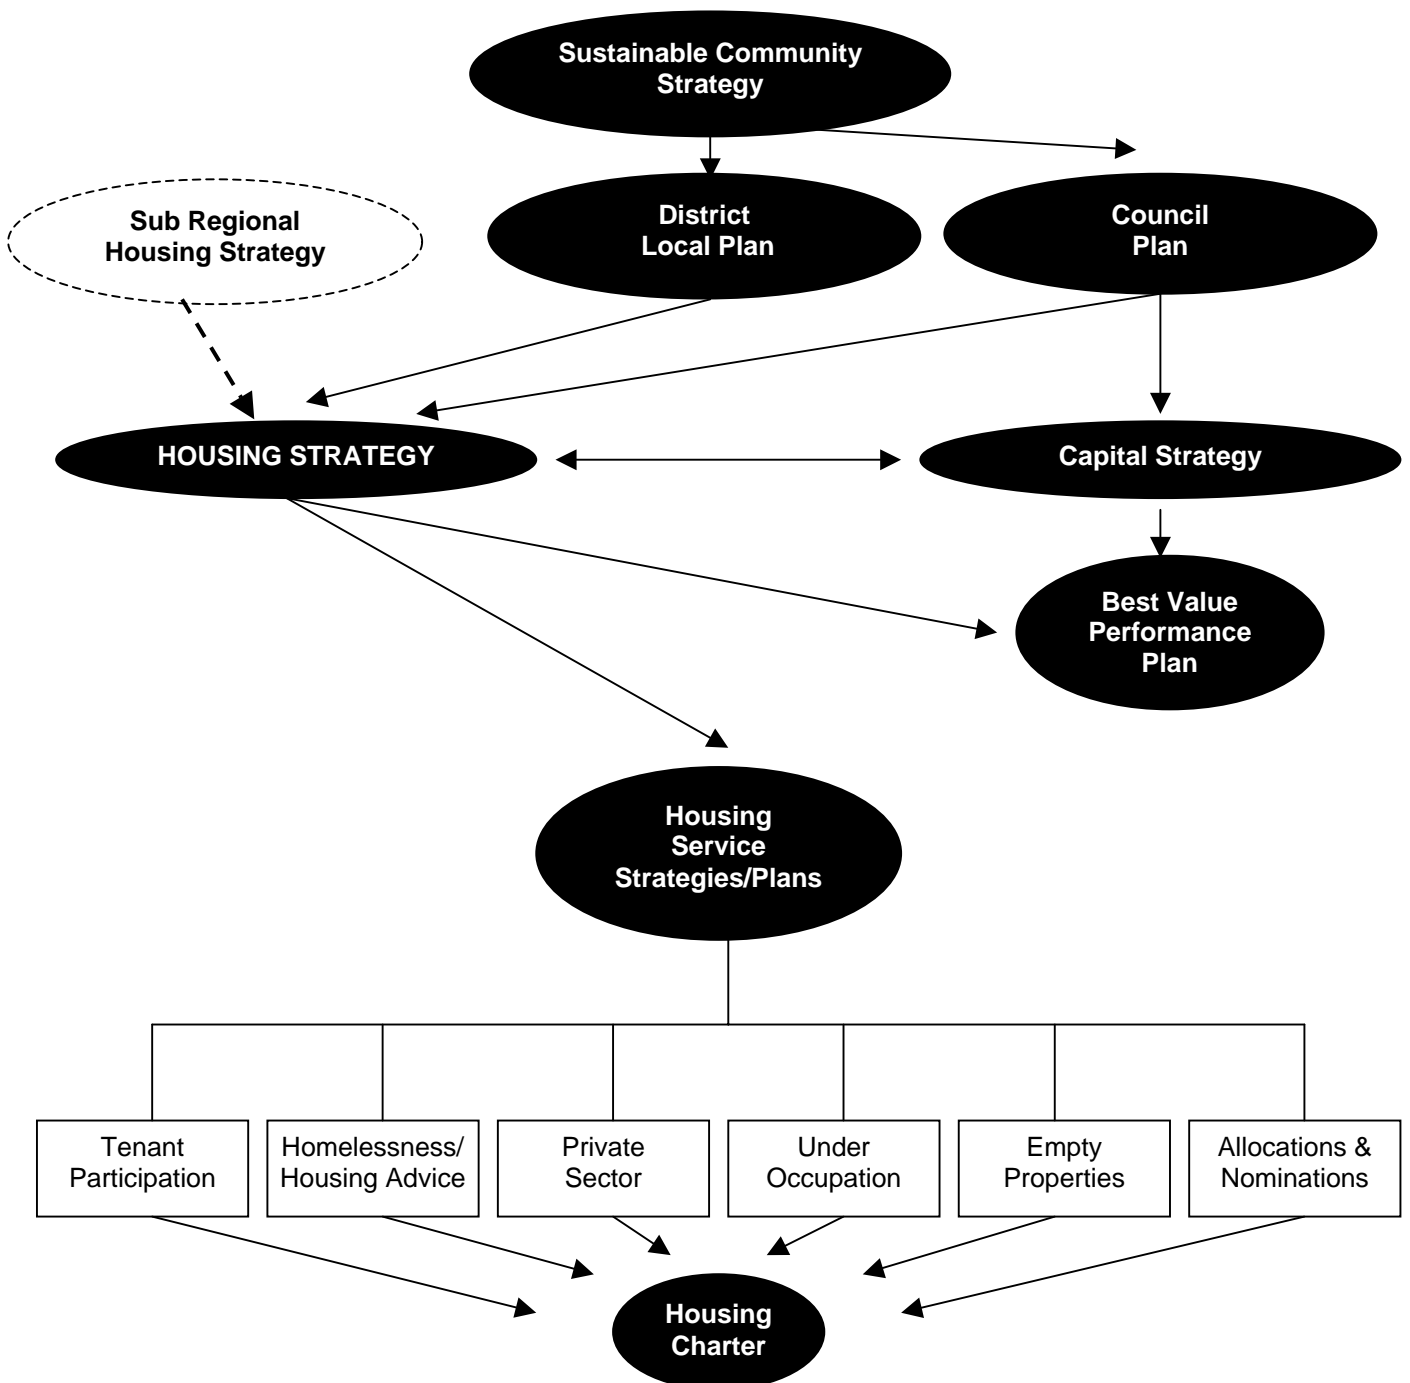 Sustainable Community
Strategy
Sub Regional
Housing Strategy
District
Local Plan
Council
Plan
HOUSING STRATEGY
Capital Strategy
Best Value
Performance
Plan
Housing
Service
Strategies/Plans
Tenant
Participation
Homelessness/
Housing Advice
Private
Sector
Under
Occupation
Empty
Properties
Allocations &
Nominations
Housing
Charter